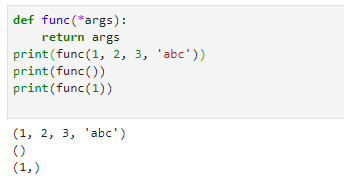 def func(*args):
    return args
print(func(1, 2, 3, 'abc'))
print(func())
print(func(1))
(1, 2, 3, 'abc')
()
(1,)